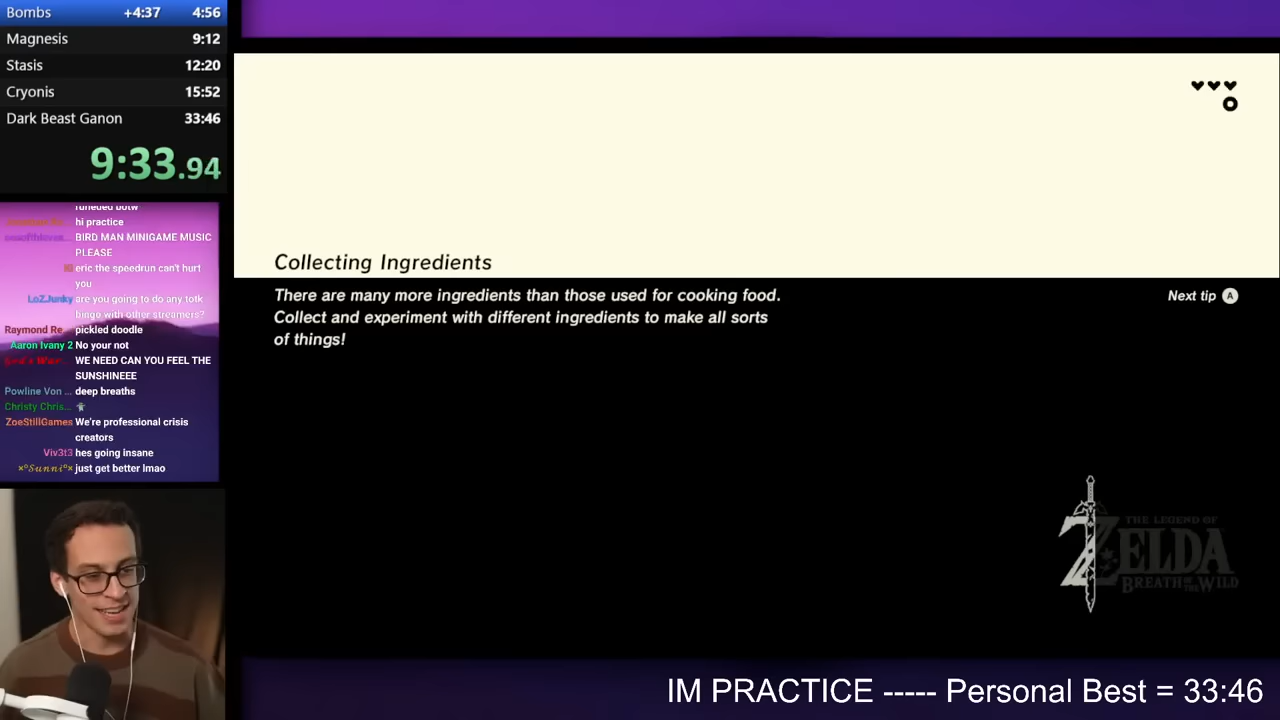 Bombs +4:37 4:56
Magnesis 9:12
Stasis 12:20
Cryonis 15:52
Dark Beast Ganon 33:46
9:33.94
hi practice
BIRD MAN MINIGAME MUSIC
PLEASE
eric the speedrun can't hurt
you
LoZJunky are you going to do any totk
bingo with other streamers?
Raymond Re... pickled doodle
Aaron Ivany 2 No your not
WE NEED CAN YOU FEEL THE
SUNSHINEEE
Powline Von ... deep breaths
Christy Chris...
ZoeStillGames We're professional crisis
creators
Viv3t3 hes going insane
×°𝓢𝓾𝓷𝓷𝓲°× just get better lmao
Collecting Ingredients
There are many more ingredients than those used for cooking food.
Collect and experiment with different ingredients to make all sorts
of things!
Next tip A
THE LEGEND OF
ZELDA
BREATH OF THE WILD
IM PRACTICE ----- Personal Best = 33:46